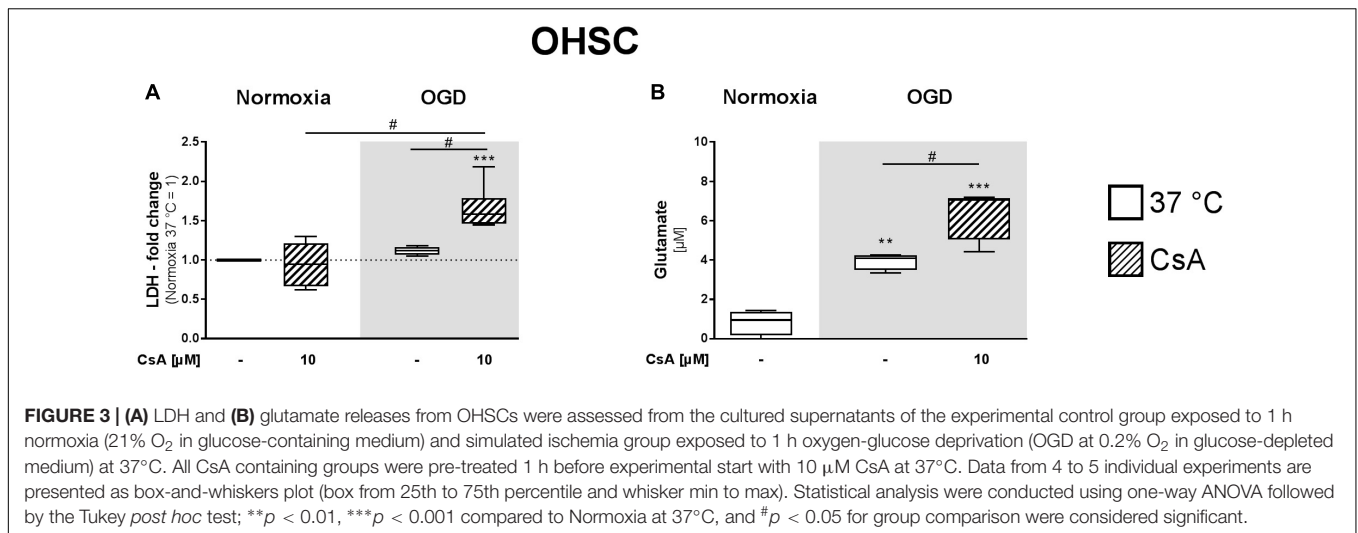 OHSC
A
Normoxia
OGD
#
#
***
LDH - fold change
(Normoxia 37 °C = 1)
2.5
2.0
1.5
1.0
0.5
0.0
CsA [µM]
-
10
-
10
B
Normoxia
OGD
#
***
**
Glutamate
[µM]
10
8
6
4
2
0
CsA [µM]
-
-
10
37 °C
CsA
FIGURE 3 | (A) LDH and (B) glutamate releases from OHSCs were assessed from the cultured supernatants of the experimental control group exposed to 1 h
normoxia (21% O₂ in glucose-containing medium) and simulated ischemia group exposed to 1 h oxygen-glucose deprivation (OGD at 0.2% O₂ in glucose-depleted
medium) at 37°C. All CsA containing groups were pre-treated 1 h before experimental start with 10 µM CsA at 37°C. Data from 4 to 5 individual experiments are
presented as box-and-whiskers plot (box from 25th to 75th percentile and whisker min to max). Statistical analysis were conducted using one-way ANOVA followed
by the Tukey post hoc test; **p < 0.01, ***p < 0.001 compared to Normoxia at 37°C, and #p < 0.05 for group comparison were considered significant.